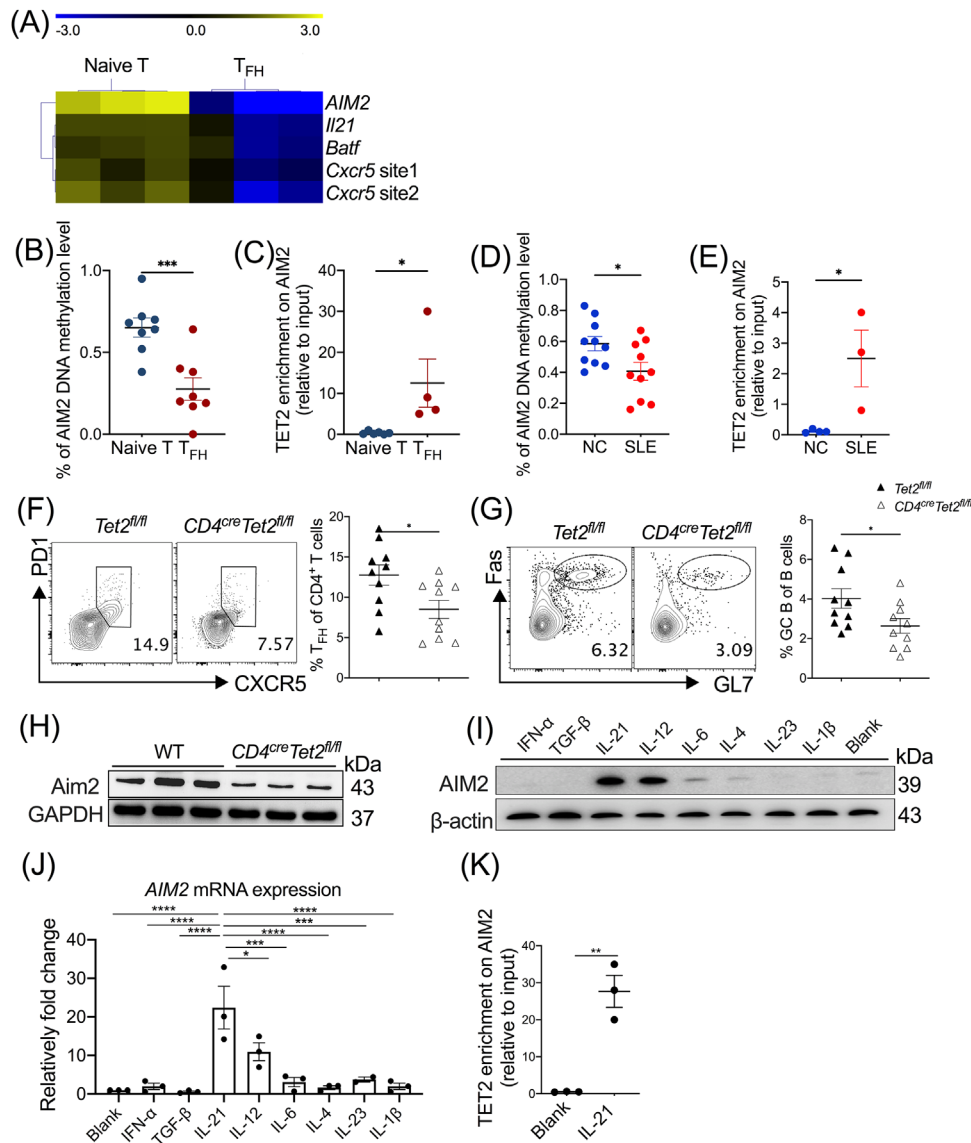 (A)
-3.0 0.0 3.0
Naive T TFH
AIM2
Il21
Batf
Cxcr5 site1
Cxcr5 site2
(B)
% of AIM2 DNA methylation level
1.0
0.5
0.0
***
Naive T TFH
(C)
TET2 enrichment on AIM2
(relative to input)
40
30
20
10
0
*
Naive T TFH
(D)
% of AIM2 DNA methylation level
1.0
0.8
0.6
0.4
0.2
0.0
*
NC SLE
(E)
TET2 enrichment on AIM2
(relative to input)
5
4
3
2
1
0
*
NC SLE
(F)
Tet2fl/fl CD4creTet2fl/fl
PD1
14.9 7.57
CXCR5
% TFH of CD4+ T cells
20
15
10
5
0
*
(G)
Tet2fl/fl CD4creTet2fl/fl
Fas
6.32 3.09
GL7
Tet2fl/fl
CD4creTet2fl/fl
% GC B of B cells
8
6
4
2
0
*
(H)
WT CD4creTet2fl/fl
kDa
Aim2 43
GAPDH 37
(I)
IFN-α TGF-β IL-21 IL-12 IL-6 IL-4 IL-23 IL-1β Blank
kDa
AIM2 39
β-actin 43
(J)
AIM2 mRNA expression
**** ****
**** ***
**** ****
***
*
Relatively fold change
40
30
20
10
0
Blank IFN-α TGF-β IL-21 IL-12 IL-6 IL-4 IL-23 IL-1β
(K)
TET2 enrichment on AIM2
(relative to input)
40
30
20
10
0
**
Blank IL-21